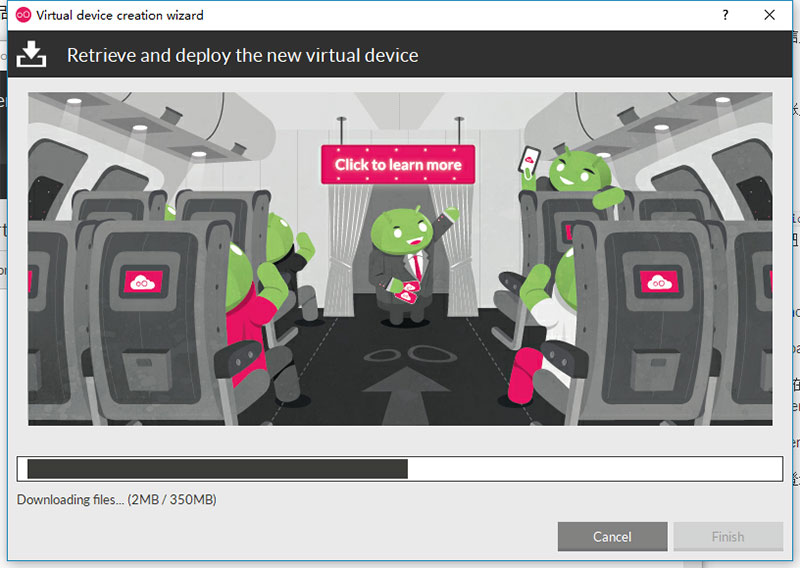 Virtual device creation wizard
?
Retrieve and deploy the new virtual device
Click to learn more
Downloading files... (2MB / 350MB)
Cancel
Finish